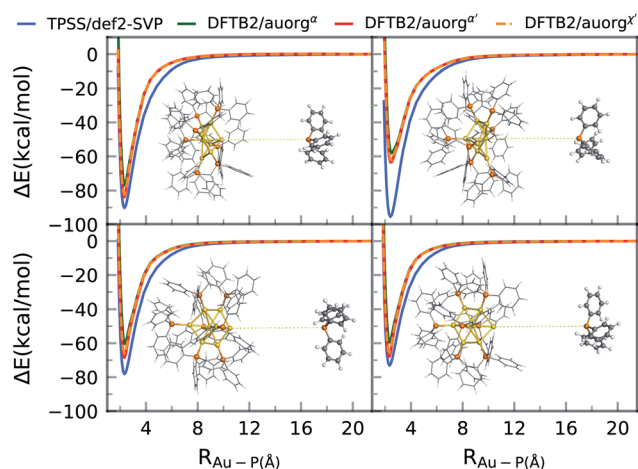 TPSS/def2-SVP DFTB2/auorg^α DFTB2/auorg^α′ DFTB2/auorg^χ′
0
−20
−40
−60
−80
−100
ΔE(kcal/mol)
0
−20
−40
−60
−80
−100
ΔE(kcal/mol)
4 8 12 16 20 4 8 12 16 20
R_Au−P(Å) R_Au−P(Å)